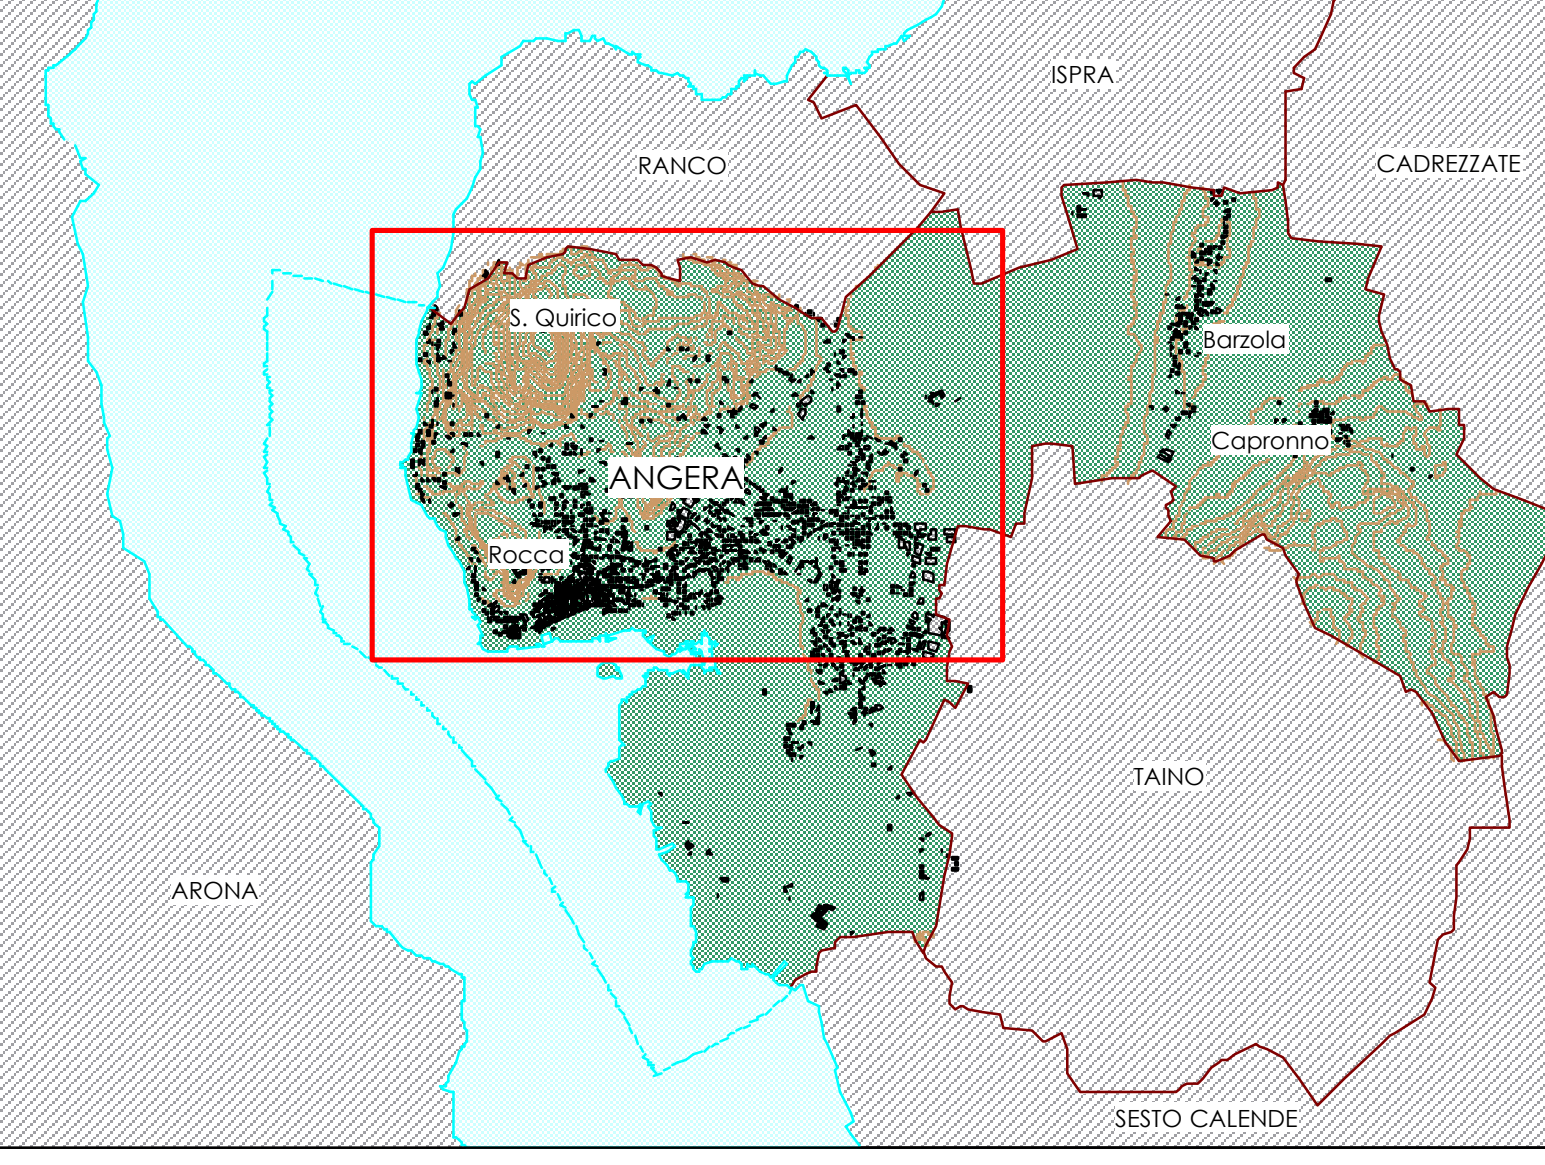 ISPRA
RANCO
CADREZZATE
S. Quirico
Barzola
Capronno
ANGERA
Rocca
TAINO
ARONA
SESTO CALENDE